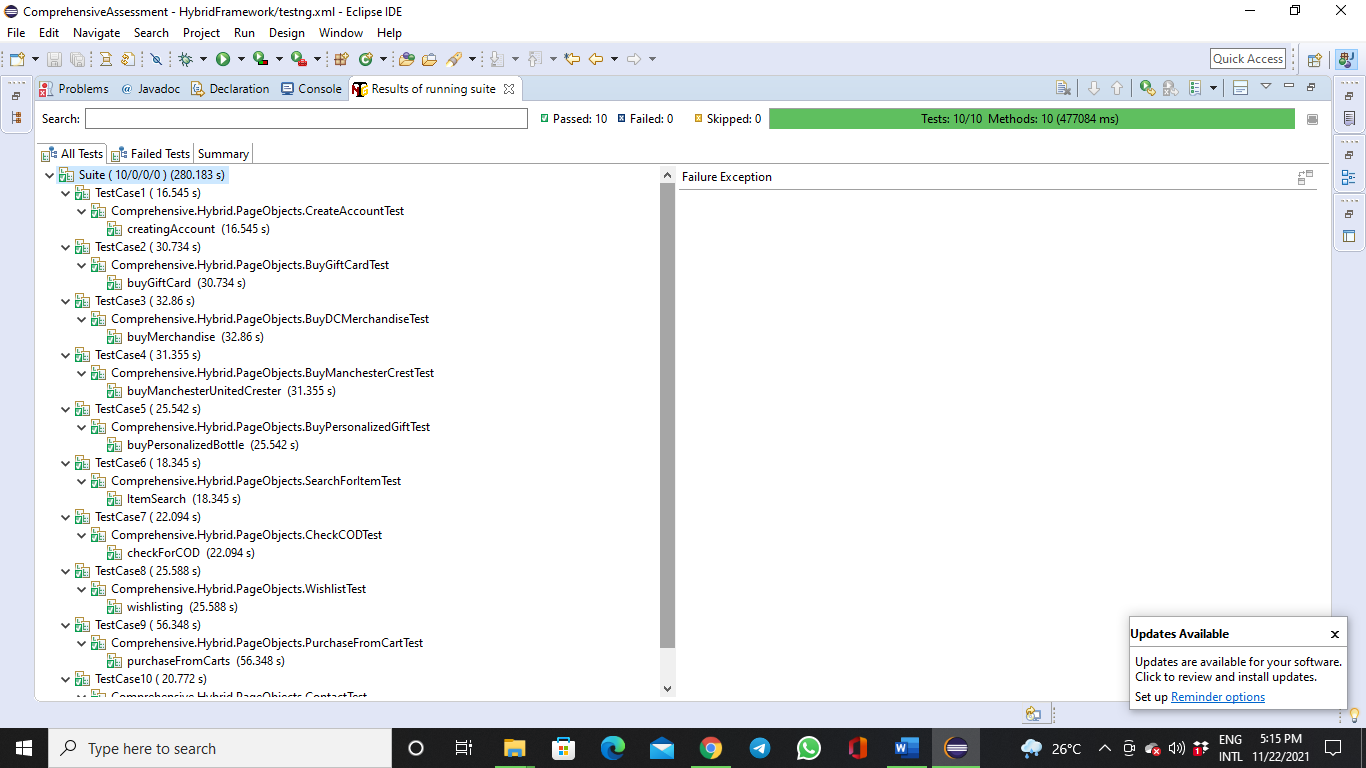 ComprehensiveAssessment - HybridFramework/testng.xml - Eclipse IDE
File Edit Navigate Search Project Run Design Window Help
Quick Access
Problems @ Javadoc Declaration Console Results of running suite
Search: Passed: 10 Failed: 0 Skipped: 0 Tests: 10/10 Methods: 10 (477084 ms)
All Tests Failed Tests Summary
Failure Exception
Suite ( 10/0/0/0 ) (280.183 s)
TestCase1 ( 16.545 s)
Comprehensive.Hybrid.PageObjects.CreateAccountTest
creatingAccount (16.545 s)
TestCase2 ( 30.734 s)
Comprehensive.Hybrid.PageObjects.BuyGiftCardTest
buyGiftCard (30.734 s)
TestCase3 ( 32.86 s)
Comprehensive.Hybrid.PageObjects.BuyDCMerchandiseTest
buyMerchandise (32.86 s)
TestCase4 ( 31.355 s)
Comprehensive.Hybrid.PageObjects.BuyManchesterCrestTest
buyManchesterUnitedCrester (31.355 s)
TestCase5 ( 25.542 s)
Comprehensive.Hybrid.PageObjects.BuyPersonalizedGiftTest
buyPersonalizedBottle (25.542 s)
TestCase6 ( 18.345 s)
Comprehensive.Hybrid.PageObjects.SearchForItemTest
ItemSearch (18.345 s)
TestCase7 ( 22.094 s)
Comprehensive.Hybrid.PageObjects.CheckCODTest
checkForCOD (22.094 s)
TestCase8 ( 25.588 s)
Comprehensive.Hybrid.PageObjects.WishlistTest
wishlisting (25.588 s)
TestCase9 ( 56.348 s)
Comprehensive.Hybrid.PageObjects.PurchaseFromCartTest
purchaseFromCarts (56.348 s)
TestCase10 ( 20.772 s)
Comprehensive.Hybrid.PageObjects.ContactTest
Updates Available
Updates are available for your software.
Click to review and install updates.
Set up Reminder options
Type here to search
26°C
ENG
INTL
5:15 PM
11/22/2021